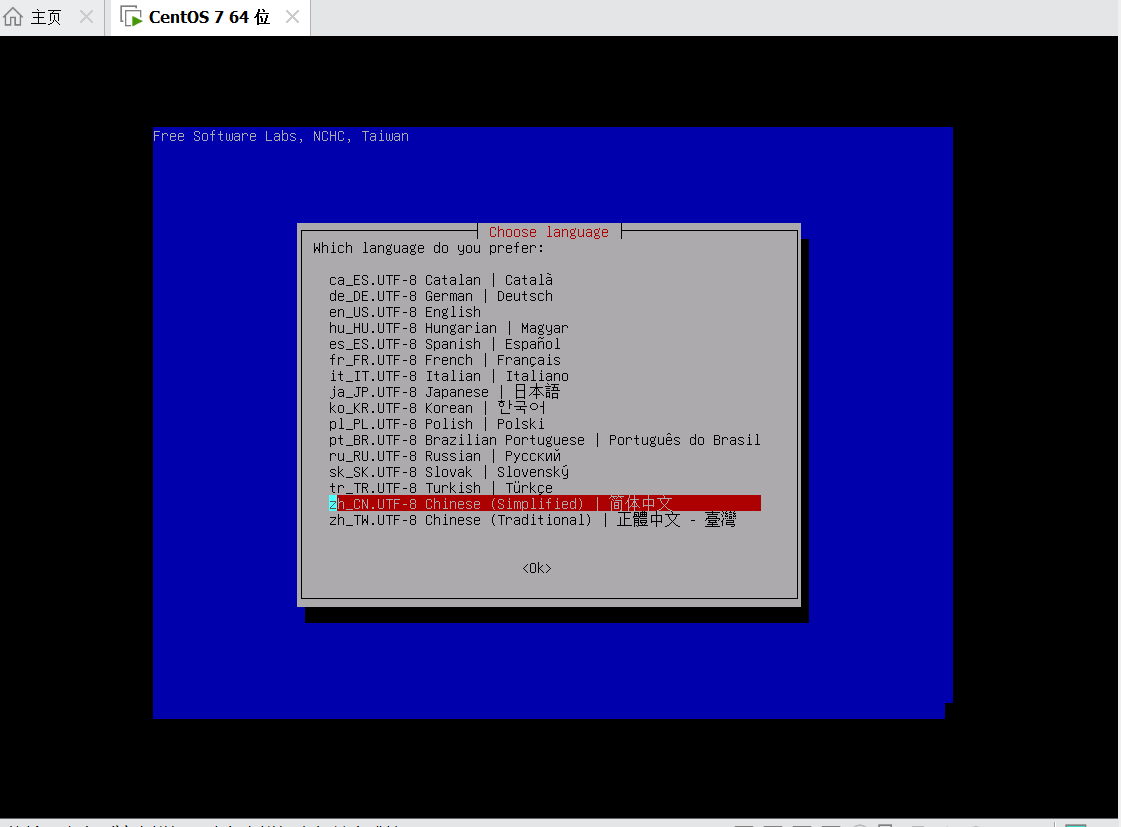 主页
CentOS 7 64 位
Free Software Labs, NCHC, Taiwan
Choose language
Which language do you prefer:
ca_ES.UTF-8 Catalan | Català
de_DE.UTF-8 German | Deutsch
en_US.UTF-8 English
hu_HU.UTF-8 Hungarian | Magyar
es_ES.UTF-8 Spanish | Español
fr_FR.UTF-8 French | Français
it_IT.UTF-8 Italian | Italiano
ja_JP.UTF-8 Japanese | 日本語
ko_KR.UTF-8 Korean | 한국어
pl_PL.UTF-8 Polish | Polski
pt_BR.UTF-8 Brazilian Portuguese | Português do Brasil
ru_RU.UTF-8 Russian | Русский
sk_SK.UTF-8 Slovak | Slovenský
tr_TR.UTF-8 Turkish | Türkçe
zh_CN.UTF-8 Chinese (Simplified) | 简体中文
zh_TW.UTF-8 Chinese (Traditional) | 正體中文 - 臺灣
<Ok>